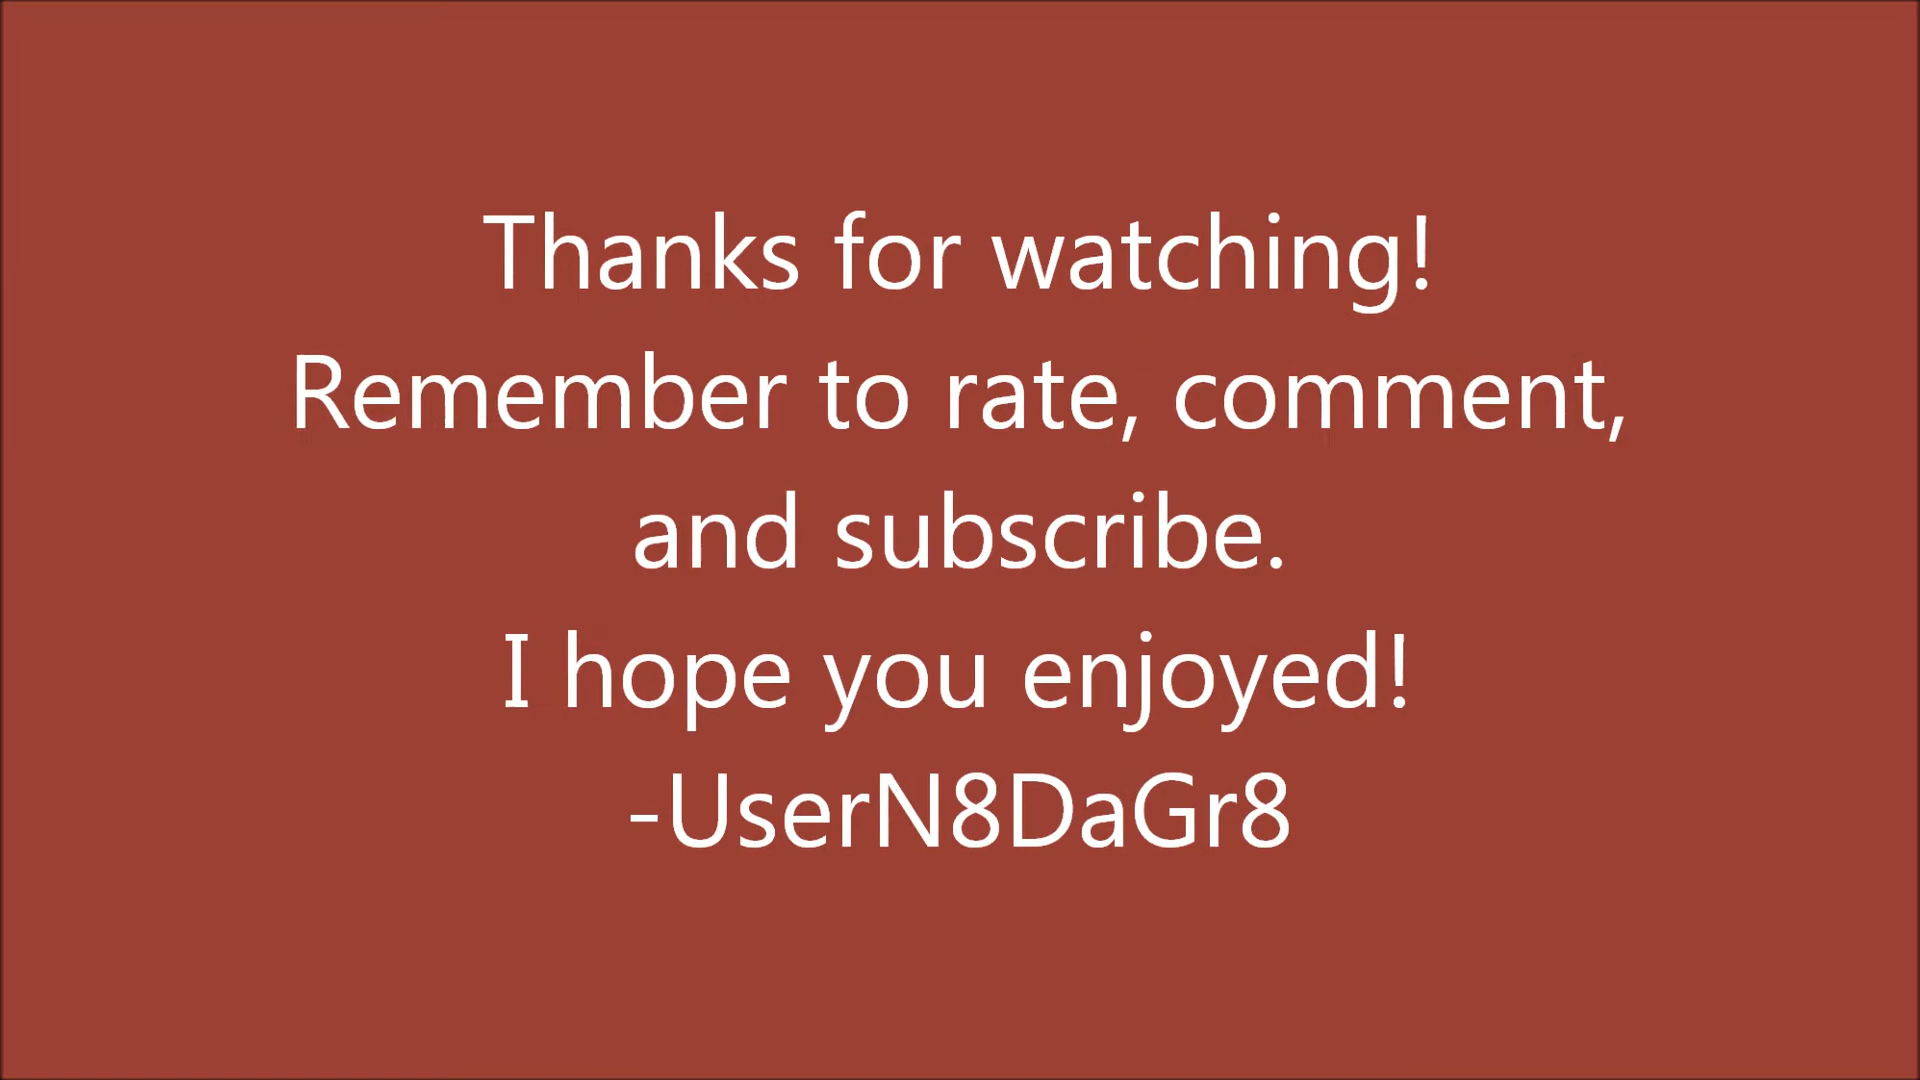 Thanks for watching!
Remember to rate, comment,
and subscribe.
I hope you enjoyed!
-UserN8DaGr8